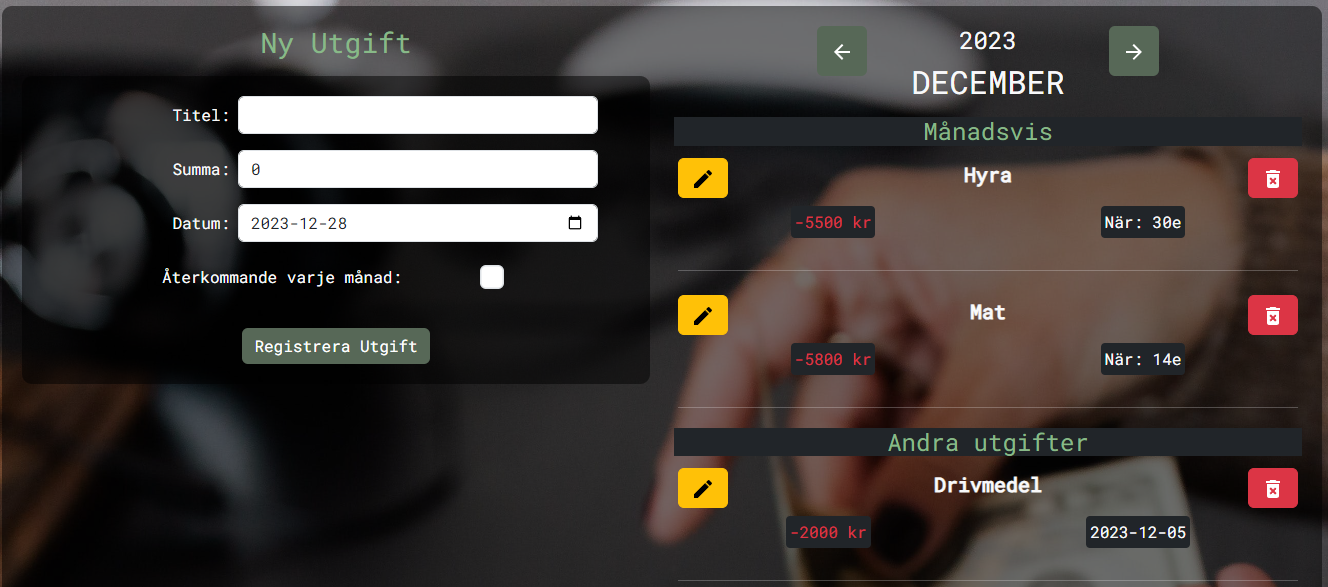 Ny Utgift
Titel:
Summa: 0
Datum: 2023-12-28
Återkommande varje månad:
Registrera Utgift
2023
DECEMBER
Månadsvis
Hyra
-5500 kr När: 30e
Mat
-5800 kr När: 14e
Andra utgifter
Drivmedel
-2000 kr 2023-12-05